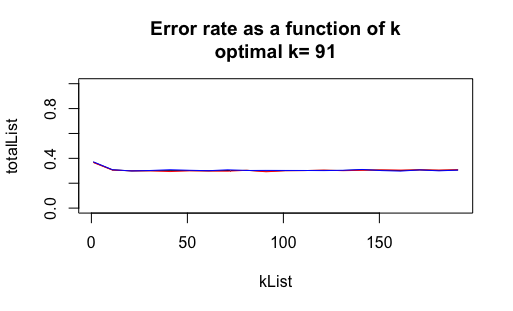 Error rate as a function of k
optimal k= 91
totalList
0.8
0.4
0.0
0 50 100 150
kList